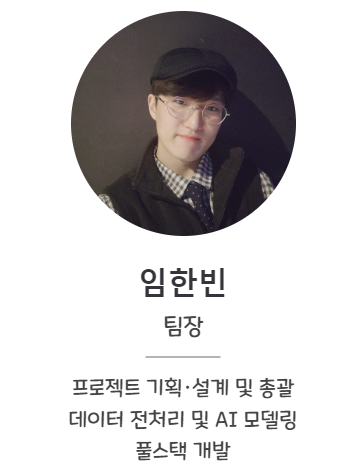 임한빈
팀장
프로젝트 기획·설계 및 총괄
데이터 전처리 및 AI 모델링
풀스택 개발